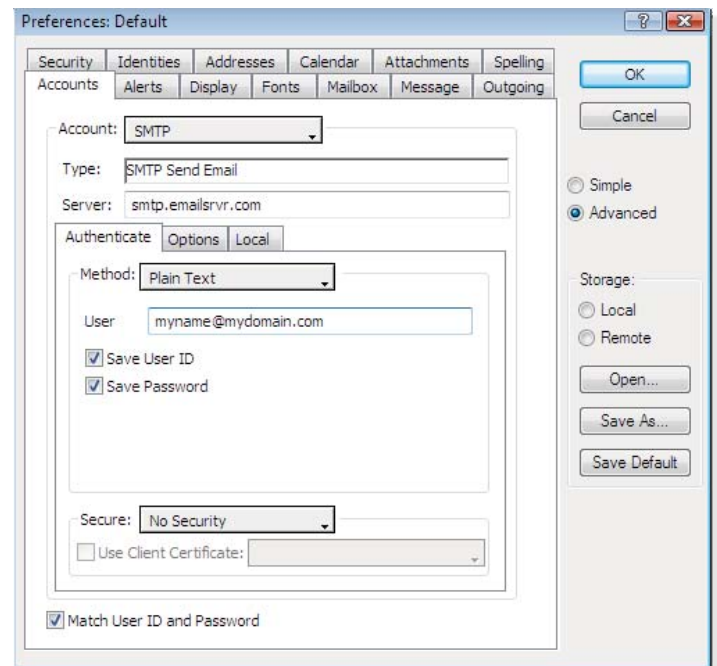 Preferences: Default
Security Identities Addresses Calendar Attachments Spelling
Accounts Alerts Display Fonts Mailbox Message Outgoing
OK
Cancel
Account: SMTP
Type: SMTP Send Email
Server: smtp.emailsrvr.com
Simple
Advanced
Authenticate Options Local
Method: Plain Text
User myname@mydomain.com
Save User ID
Save Password
Storage:
Local
Remote
Open...
Save As...
Save Default
Secure: No Security
Use Client Certificate:
Match User ID and Password